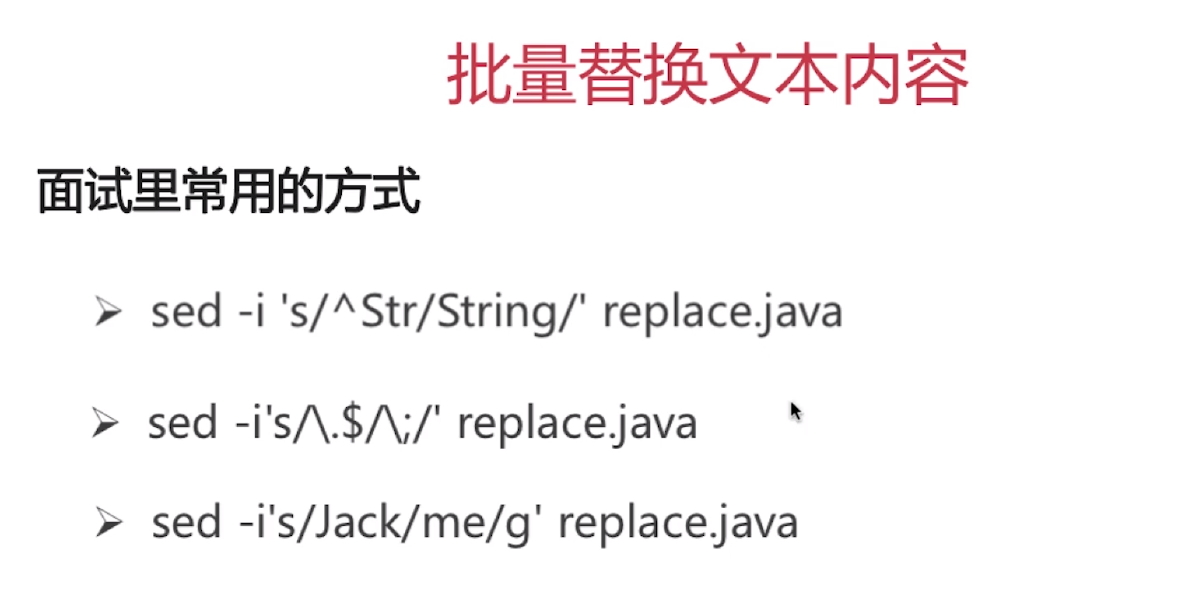 批量替换文本内容
面试里常用的方式
➢ sed -i 's/^Str/String/' replace.java
➢ sed -i's/\.$/\;/' replace.java
➢ sed -i's/Jack/me/g' replace.java